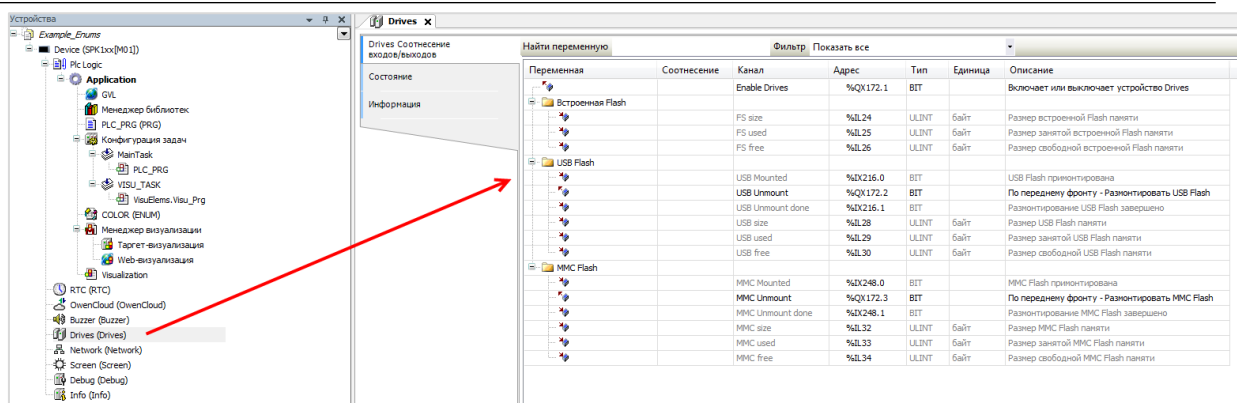 Устройства
Example_Enums
Device (SPK1xx[M01])
Plc Logic
Application
GVL
Менеджер библиотек
PLC_PRG (PRG)
Конфигурация задач
MainTask
PLC_PRG
VISU_TASK
VisuElems.Visu_Prg
COLOR (ENUM)
Менеджер визуализации
Таргет-визуализация
Web-визуализация
Visualization
RTC (RTC)
OwenCloud (OwenCloud)
Buzzer (Buzzer)
Drives (Drives)
Network (Network)
Screen (Screen)
Debug (Debug)
Info (Info)
Drives
Drives Соотнесение
входов/выходов
Состояние
Информация
Найти переменную Фильтр Показать все
Переменная Соотнесение Канал Адрес Тип Единица Описание
Enable Drives %QX172.1 BIT Включает или выключает устройство Drives
Встроенная Flash
FS size %IL24 ULINT байт Размер встроенной Flash памяти
FS used %IL25 ULINT байт Размер занятой встроенной Flash памяти
FS free %IL26 ULINT байт Размер свободной встроенной Flash памяти
USB Flash
USB Mounted %IX216.0 BIT USB Flash примонтирована
USB Unmount %QX172.2 BIT По переднему фронту - Размонтировать USB Flash
USB Unmount done %IX216.1 BIT Размонтирование USB Flash завершено
USB size %IL28 ULINT байт Размер USB Flash памяти
USB used %IL29 ULINT байт Размер занятой USB Flash памяти
USB free %IL30 ULINT байт Размер свободной USB Flash памяти
MMC Flash
MMC Mounted %IX248.0 BIT MMC Flash примонтирована
MMC Unmount %QX172.3 BIT По переднему фронту - Размонтировать MMC Flash
MMC Unmount done %IX248.1 BIT Размонтирование MMC Flash завершено
MMC size %IL32 ULINT байт Размер MMC Flash памяти
MMC used %IL33 ULINT байт Размер занятой MMC Flash памяти
MMC free %IL34 ULINT байт Размер свободной MMC Flash памяти